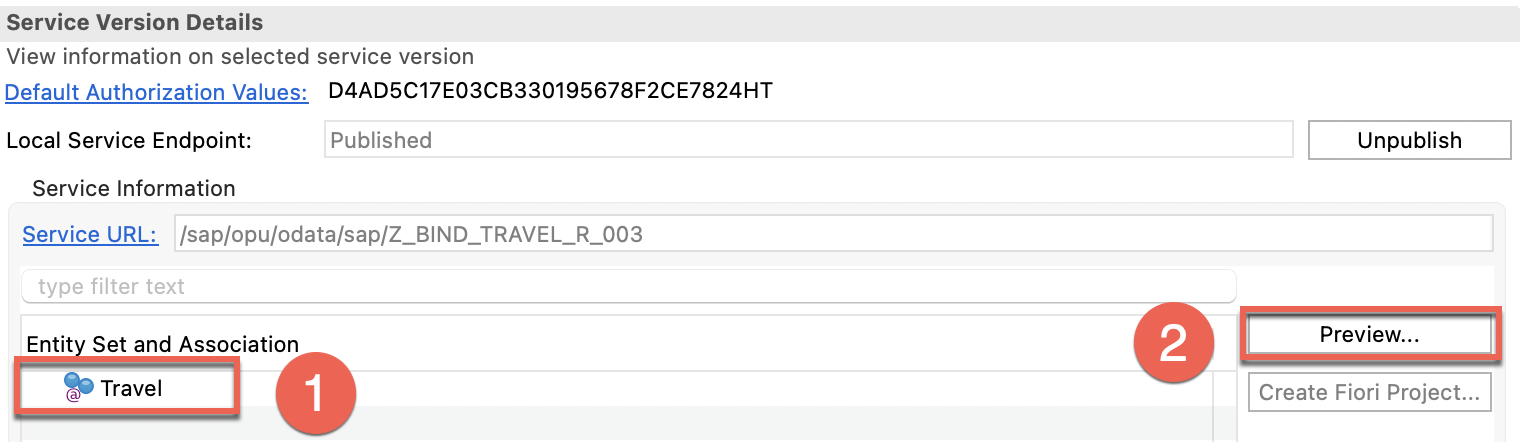 Service Version Details
View information on selected service version
Default Authorization Values: D4AD5C17E03CB330195678F2CE7824HT
Local Service Endpoint: Published Unpublish
Service Information
Service URL: /sap/opu/odata/sap/Z_BIND_TRAVEL_R_003
type filter text
2 Preview...
Entity Set and Association
@ Travel 1 Create Fiori Project...